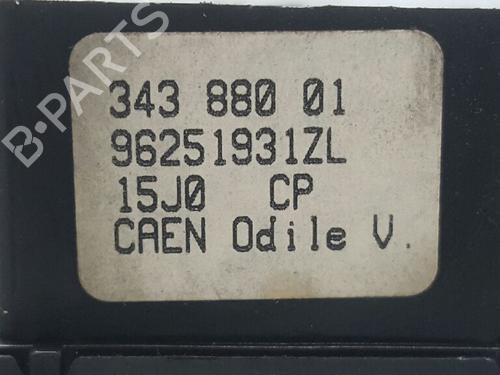 B-PARTS
343 880 01
96251931ZL
15J0 CP
CAEN Odile V.